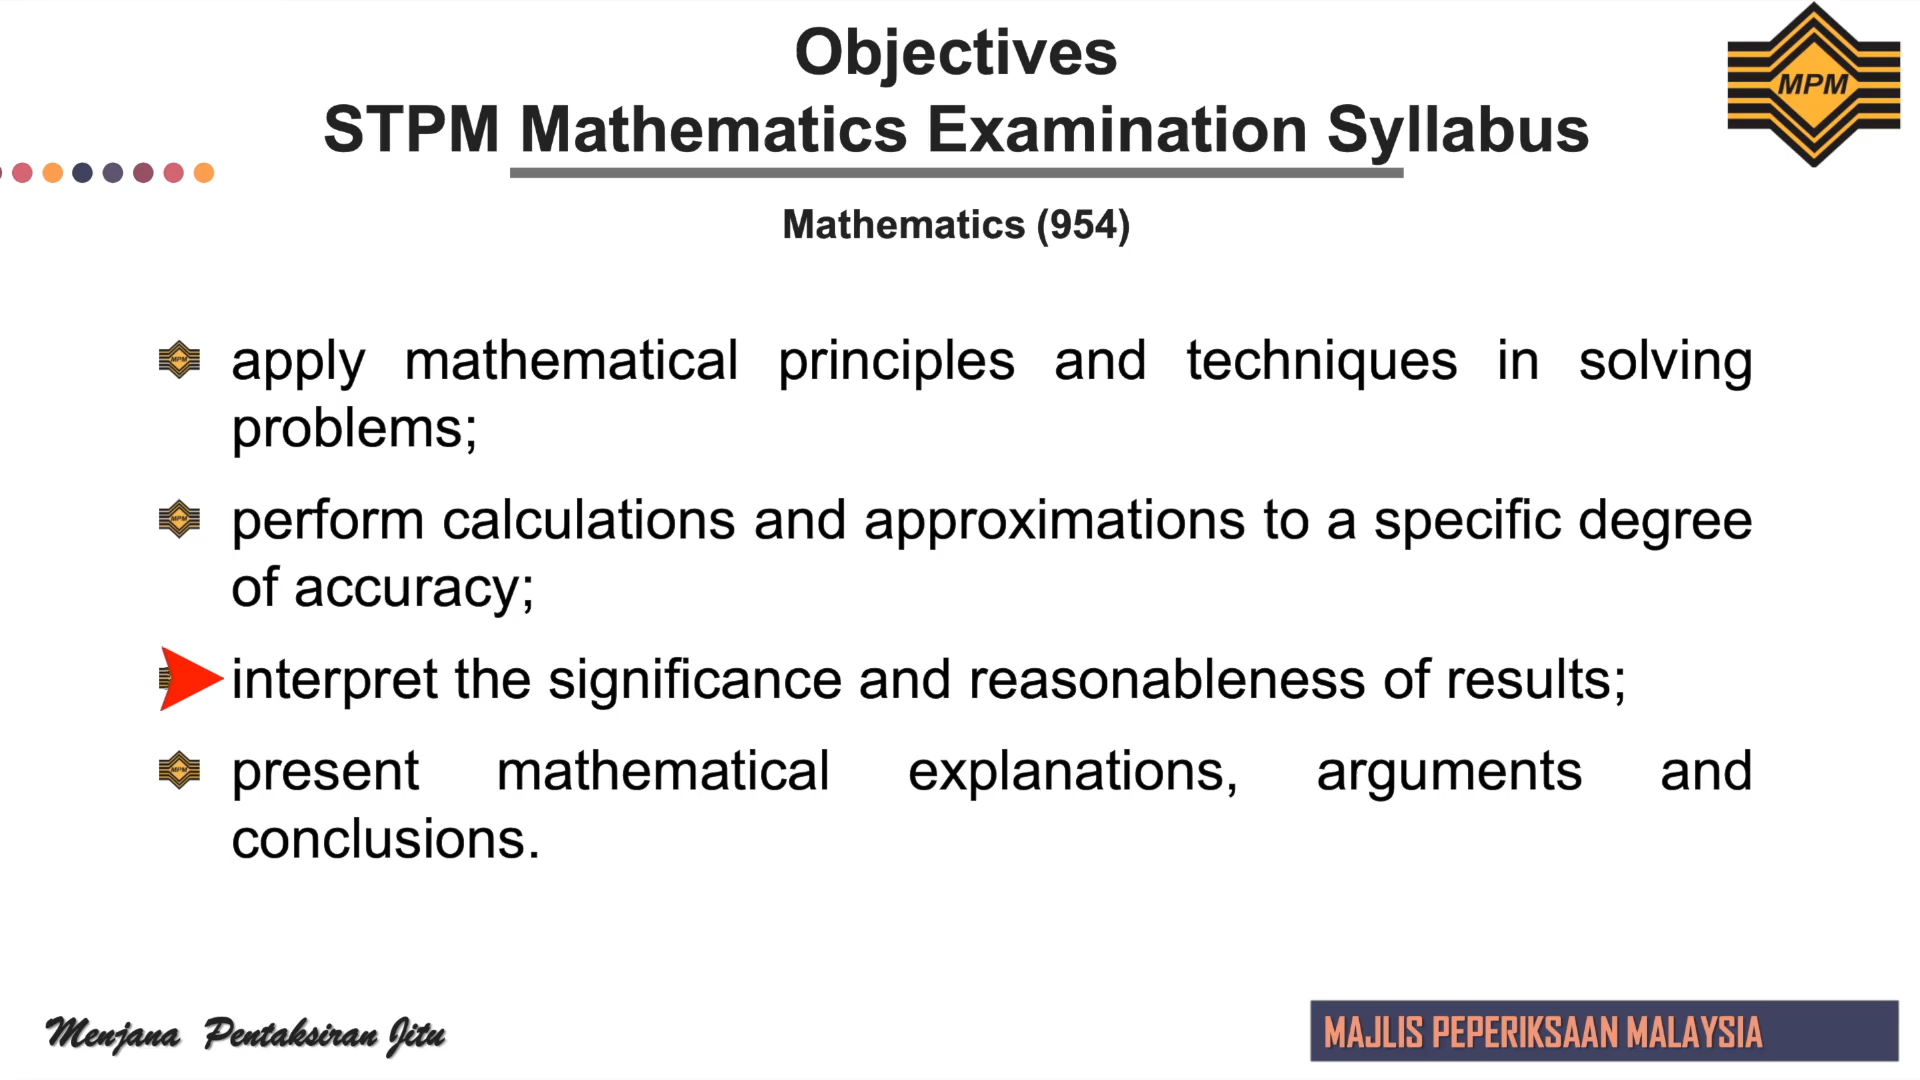 Objectives
STPM Mathematics Examination Syllabus
MPM
Mathematics (954)
apply mathematical principles and techniques in solving
problems;
perform calculations and approximations to a specific degree
of accuracy;
interpret the significance and reasonableness of results;
present mathematical explanations, arguments and
conclusions.
Menjana Pentaksiran Jitu
MAJLIS PEPERIKSAAN MALAYSIA